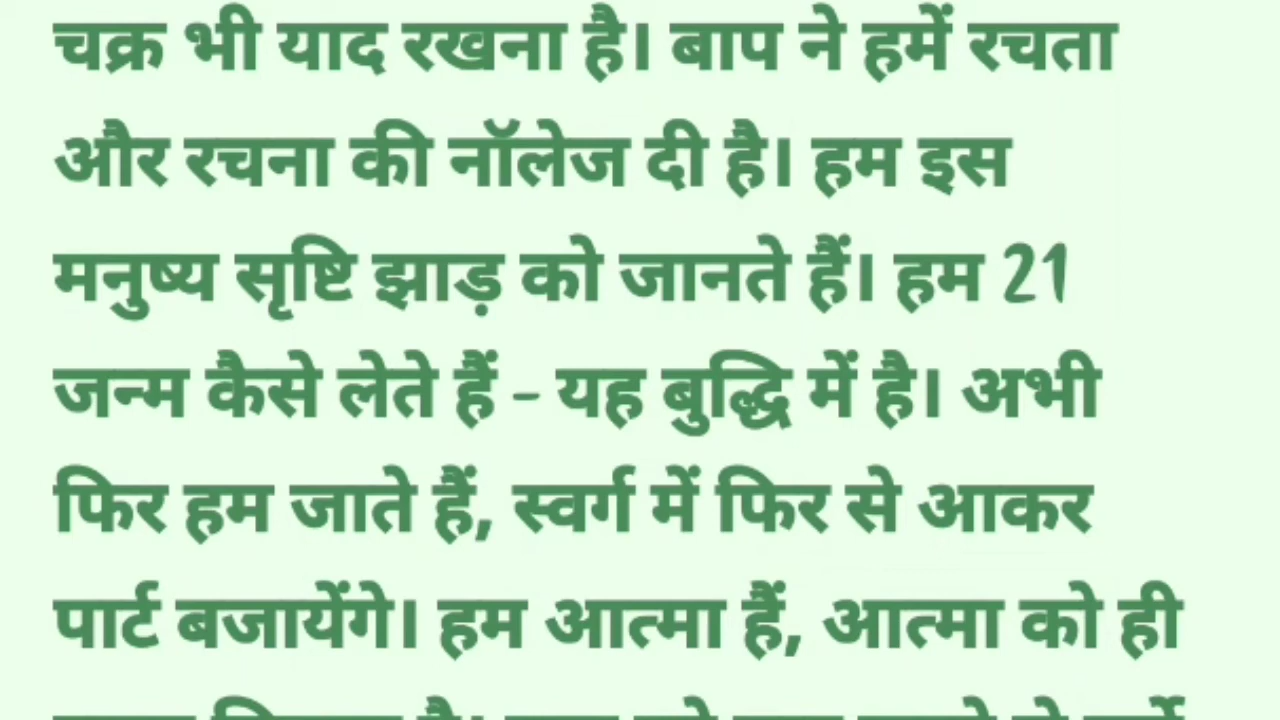 चक्र भी याद रखना है। बाप ने हमें रचता
और रचना की नॉलेज दी है। हम इस
मनुष्य सृष्टि झाड़ को जानते हैं। हम 21
जन्म कैसे लेते हैं - यह बुद्धि में है। अभी
फिर हम जाते हैं, स्वर्ग में फिर से आकर
पार्ट बजायेंगे। हम आत्मा हैं, आत्मा को ही